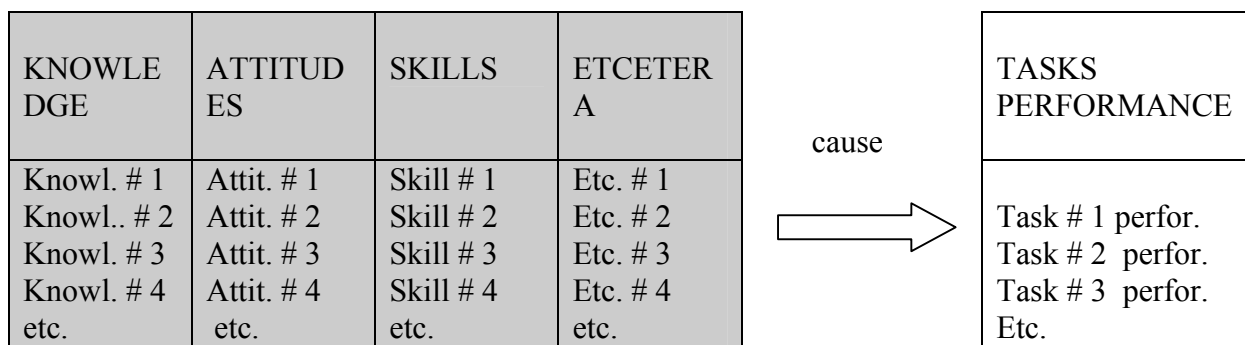 KNOWLE
DGE
ATTITUD
ES
SKILLS
ETCETER
A
Knowl. # 1
Knowl.. # 2
Knowl. # 3
Knowl. # 4
etc.
Attit. # 1
Attit. # 2
Attit. # 3
Attit. # 4
etc.
Skill # 1
Skill # 2
Skill # 3
Skill # 4
etc.
Etc. # 1
Etc. # 2
Etc. # 3
Etc. # 4
etc.
cause
TASKS
PERFORMANCE
Task # 1 perfor.
Task # 2 perfor.
Task # 3 perfor.
Etc.